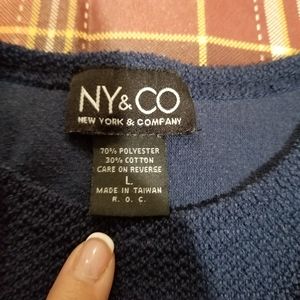 NY&CO
NEW YORK & COMPANY
70% POLYESTER
30% COTTON
CARE ON REVERSE
L
MADE IN TAIWAN
R. O. C.